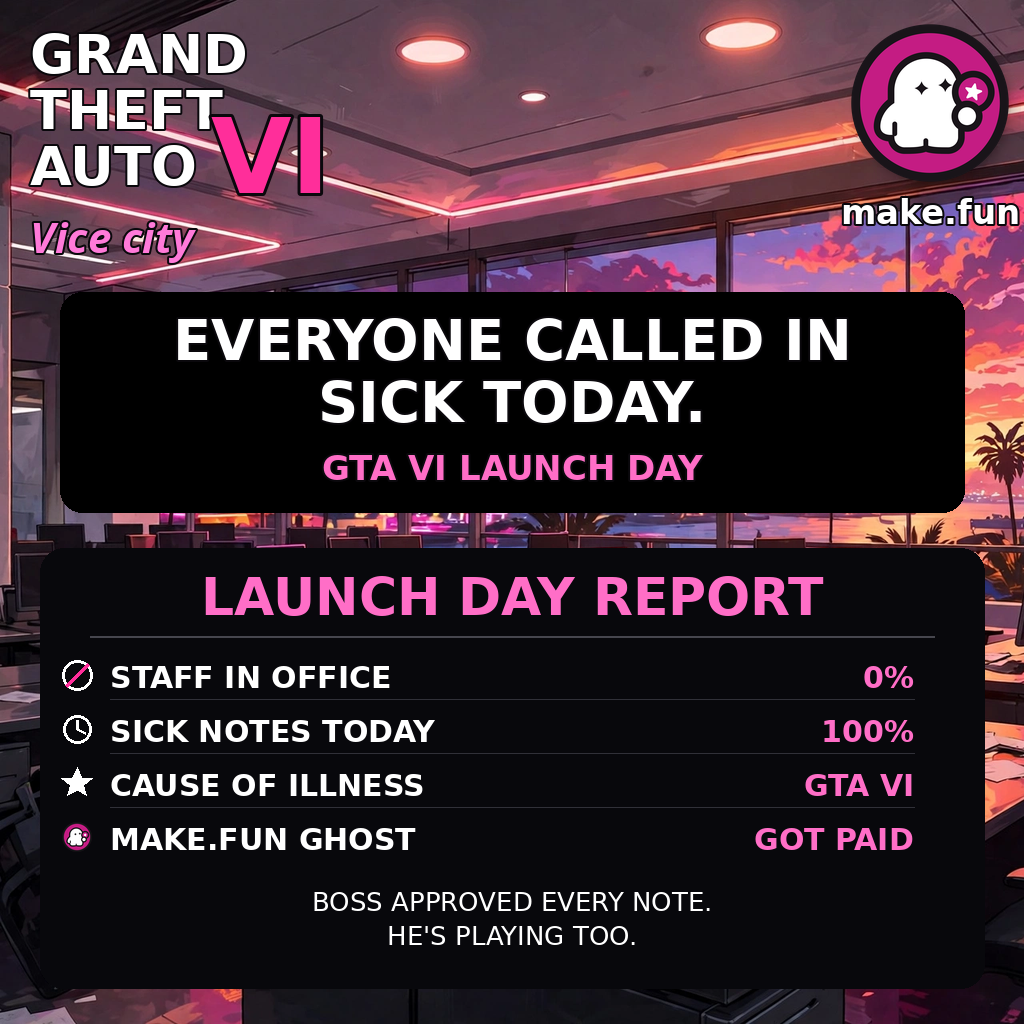 GRAND
THEFT
AUTO VI
Vice city
make.fun
EVERYONE CALLED IN
SICK TODAY.
GTA VI LAUNCH DAY
LAUNCH DAY REPORT
STAFF IN OFFICE 0%
SICK NOTES TODAY 100%
CAUSE OF ILLNESS GTA VI
MAKE.FUN GHOST GOT PAID
BOSS APPROVED EVERY NOTE.
HE'S PLAYING TOO.